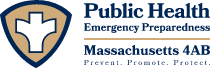 Public Health
Emergency Preparedness
Massachusetts 4AB
Prevent. Promote. Protect.